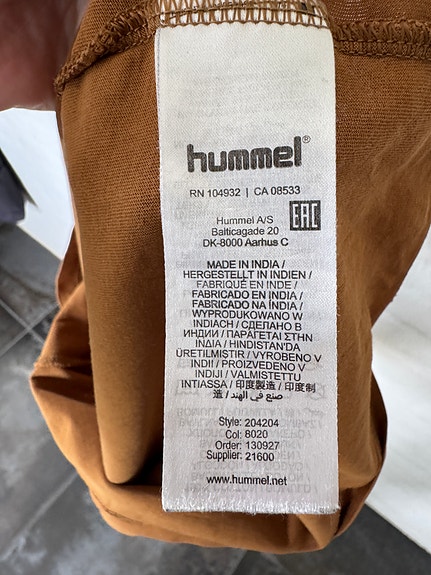 hummel®
RN 104932 | CA 08533
Hummel A/S
Balticagade 20
DK-8000 Aarhus C
EAC
MADE IN INDIA /
HERGESTELLT IN INDIEN /
FABRIQUÉ EN INDE /
FABRICADO EN INDIA /
FABRICADO NA ÍNDIA /
WYPRODUKOWANO W
INDIACH / СДЕЛАНО В
ИНДИИ / ΠΑΡΑΓΕΤΑΙ ΣΤΗΝ
ΙΝΔΙΑ / HINDISTAN'DA
ÜRETILMISTIR / VYROBENO V
INDII / PROIZVEDENO V
INDIJI / VALMISTETTU
INTIASSA / 印度製造 / 印度制
造 / صنع في الهند /
Style: 204204
Col: 8020
Order: 130927
Supplier: 21600
www.hummel.net